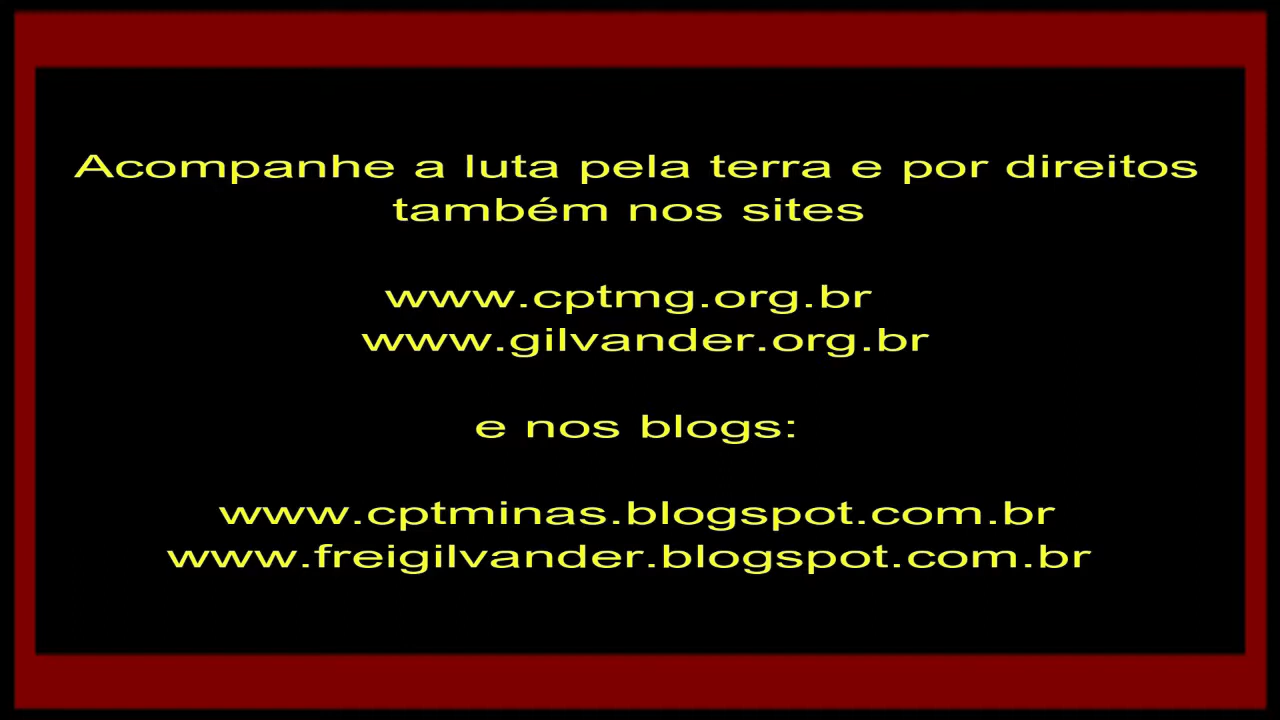 Acompanhe a luta pela terra e por direitos
também nos sites
www.cptmg.org.br
www.gilvander.org.br
e nos blogs:
www.cptminas.blogspot.com.br
www.freigilvander.blogspot.com.br